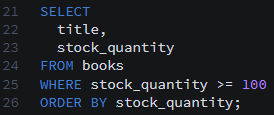 21 SELECT
22   title,
23   stock_quantity
24 FROM books
25 WHERE stock_quantity >= 100
26 ORDER BY stock_quantity;